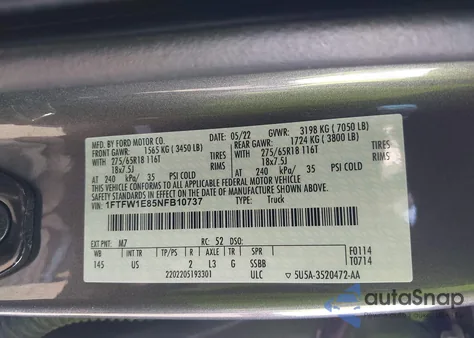 MFD. BY FORD MOTOR CO. 05/22 GVWR: 3198 KG (7050 LB)
FRONT GAWR: 1565 KG (3450 LB) REAR GAWR: 1724 KG (3800 LB)
WITH TIRES WITH TIRES
275/65R18 116T RIMS 275/65R18 116T RIMS
18x7.5J 18x7.5J
AT 240 kPa/ 35 PSI COLD AT 240 kPa/ 35 PSI COLD
THIS VEHICLE CONFORMS TO ALL APPLICABLE FEDERAL MOTOR VEHICLE
SAFETY STANDARDS IN EFFECT ON THE DATE OF MANUFACTURE SHOWN ABOVE.
VIN: 1FTFW1E85NFB10737 TYPE: Truck
EXT PNT: M7 RC: 52 DSO: F0114
WB INT TR TP/PS R AXLE TR SPR T0714
145 US 2 L3 G SSBB
2202205193301 ULC 5U5A-3520472-AA
autoSnap